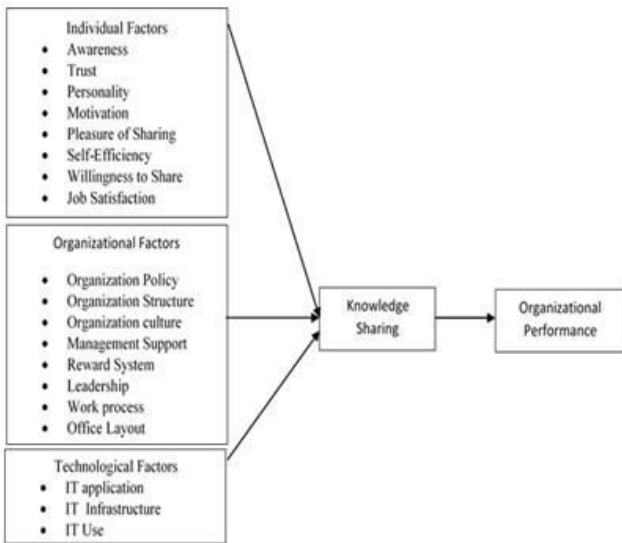 Individual Factors
Awareness
Trust
Personality
Motivation
Pleasure of Sharing
Self-Efficiency
Willingness to Share
Job Satisfaction
Organizational Factors
Organization Policy
Organization Structure
Organization culture
Management Support
Reward System
Leadership
Work process
Office Layout
Technological Factors
IT application
IT Infrastructure
IT Use
Knowledge
Sharing
Organizational
Performance